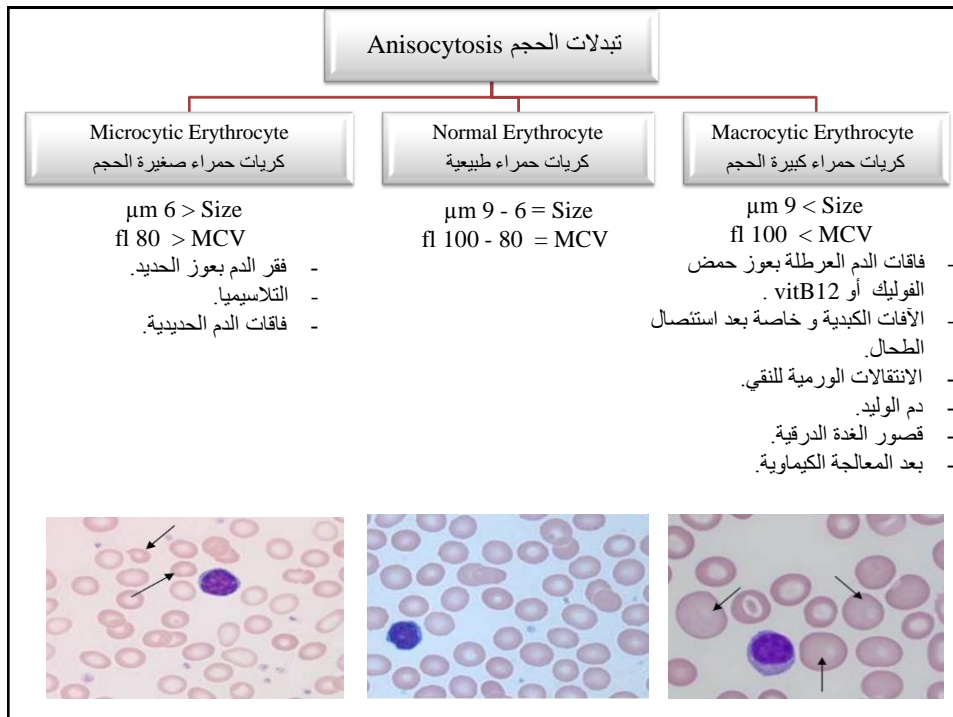 تبدلات الحجم Anisocytosis
Microcytic Erythrocyte
كريات حمراء صغيرة الحجم
µm 6 > Size
fl 80 > MCV
- فقر الدم بعوز الحديد.
- التلاسيميا.
- فاقات الدم الحديدية.
Normal Erythrocyte
كريات حمراء طبيعية
µm 9 - 6 = Size
fl 100 - 80 = MCV
Macrocytic Erythrocyte
كريات حمراء كبيرة الحجم
µm 9 < Size
fl 100 < MCV
- فاقات الدم العرطلة بعوز حمض
الفوليك أو vitB12 .
- الآفات الكبدية و خاصة بعد استئصال
الطحال.
- الانتقالات الورمية للنقي.
- دم الوليد.
- قصور الغدة الدرقية.
- بعد المعالجة الكيماوية.